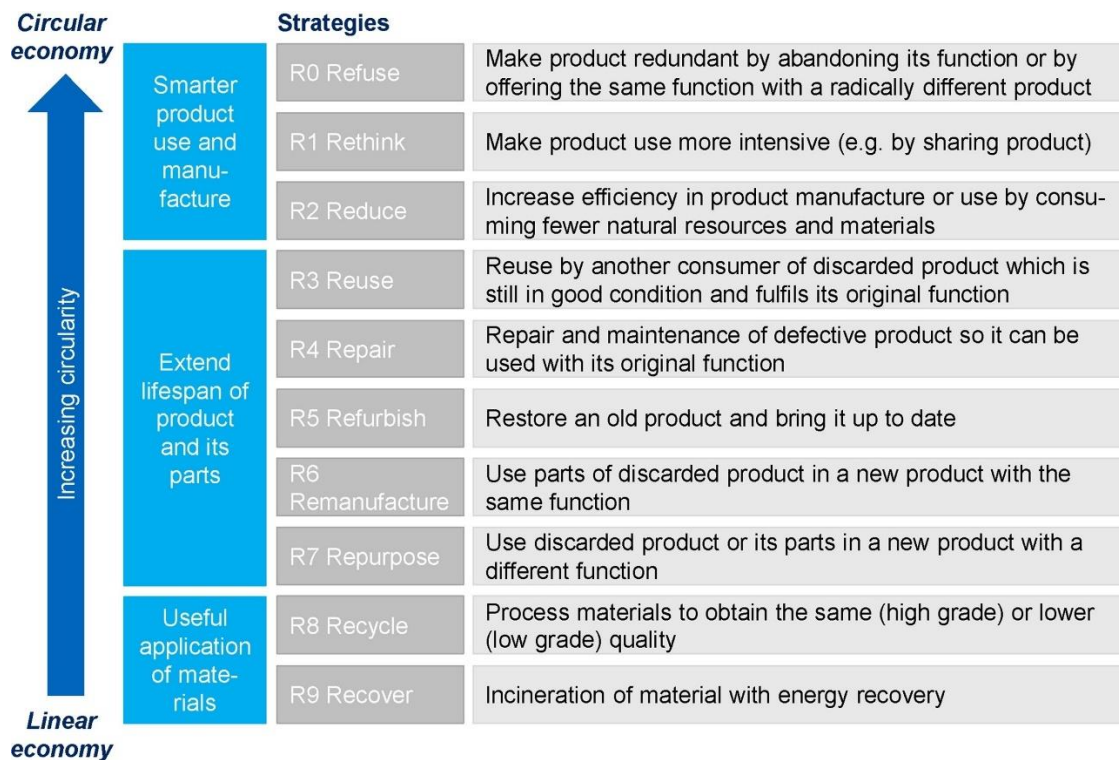 Circular
economy
Strategies
Increasing circularity
Smarter
product
use and
manu-
facture
R0 Refuse
Make product redundant by abandoning its function or by
offering the same function with a radically different product
R1 Rethink
Make product use more intensive (e.g. by sharing product)
R2 Reduce
Increase efficiency in product manufacture or use by consu-
ming fewer natural resources and materials
Extend
lifespan of
product
and its
parts
R3 Reuse
Reuse by another consumer of discarded product which is
still in good condition and fulfils its original function
R4 Repair
Repair and maintenance of defective product so it can be
used with its original function
R5 Refurbish
Restore an old product and bring it up to date
R6
Remanufacture
Use parts of discarded product in a new product with the
same function
R7 Repurpose
Use discarded product or its parts in a new product with a
different function
Useful
application
of mate-
rials
R8 Recycle
Process materials to obtain the same (high grade) or lower
(low grade) quality
R9 Recover
Incineration of material with energy recovery
Linear
economy